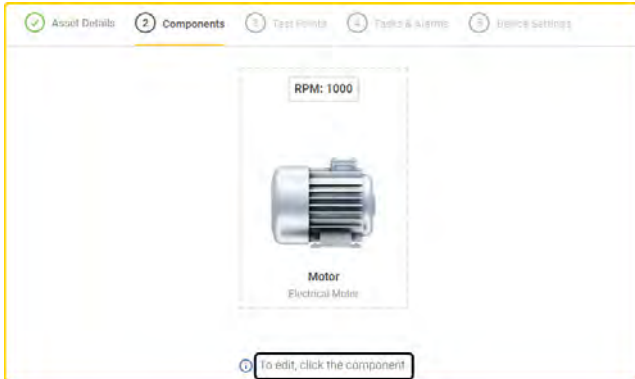 Asset Details 2 Components 3 Test Points 4 Tasks & Alarms 5 Device Settings
RPM: 1000
Motor
Electrical Motor
To edit, click the component